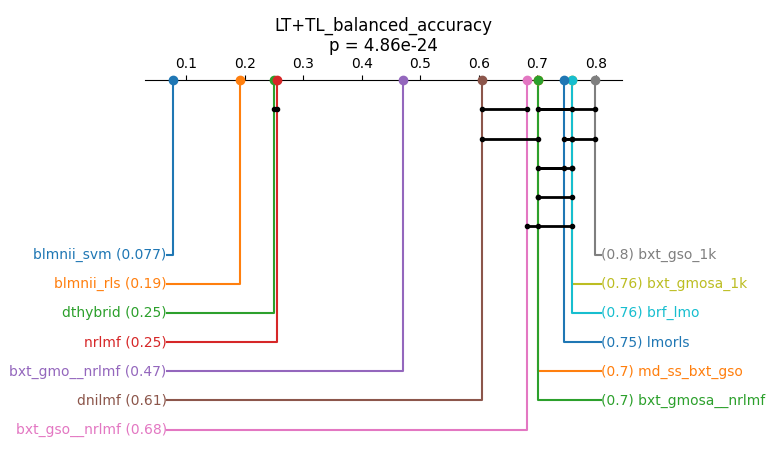 LT+TL_balanced_accuracy
p = 4.86e-24
0.1 0.2 0.3 0.4 0.5 0.6 0.7 0.8
blmnii_svm (0.077) (0.8) bxt_gso_1k
blmnii_rls (0.19) (0.76) bxt_gmosa_1k
dthybrid (0.25) (0.76) brf_lmo
nrlmf (0.25) (0.75) lmorls
bxt_gmo__nrlmf (0.47) (0.7) md_ss_bxt_gso
dnilmf (0.61) (0.7) bxt_gmosa__nrlmf
bxt_gso__nrlmf (0.68)